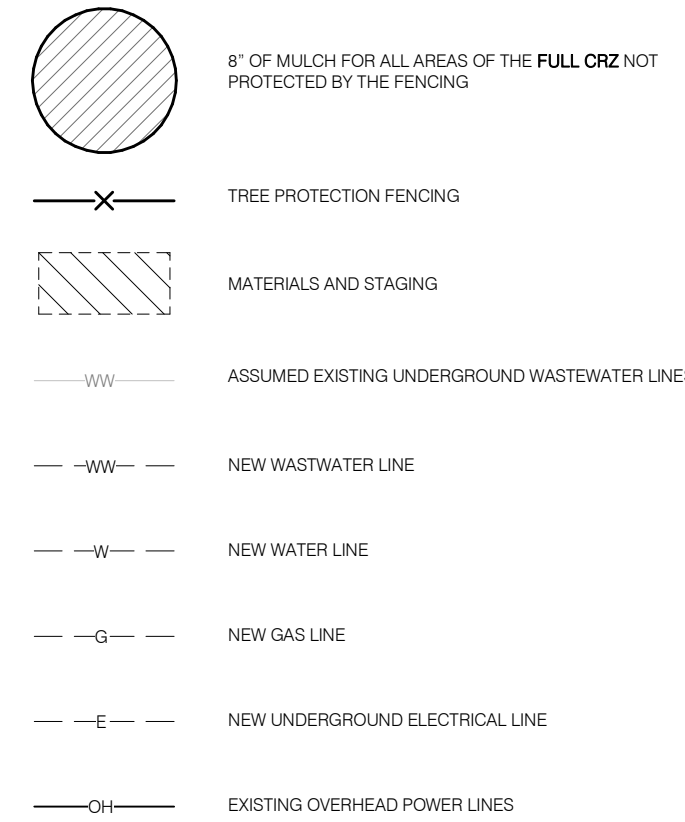 8” OF MULCH FOR ALL AREAS OF THE FULL CRZ NOT
PROTECTED BY THE FENCING
TREE PROTECTION FENCING
MATERIALS AND STAGING
WW ASSUMED EXISTING UNDERGROUND WASTEWATER LINES
WW NEW WASTWATER LINE
W NEW WATER LINE
G NEW GAS LINE
E NEW UNDERGROUND ELECTRICAL LINE
OH EXISTING OVERHEAD POWER LINES